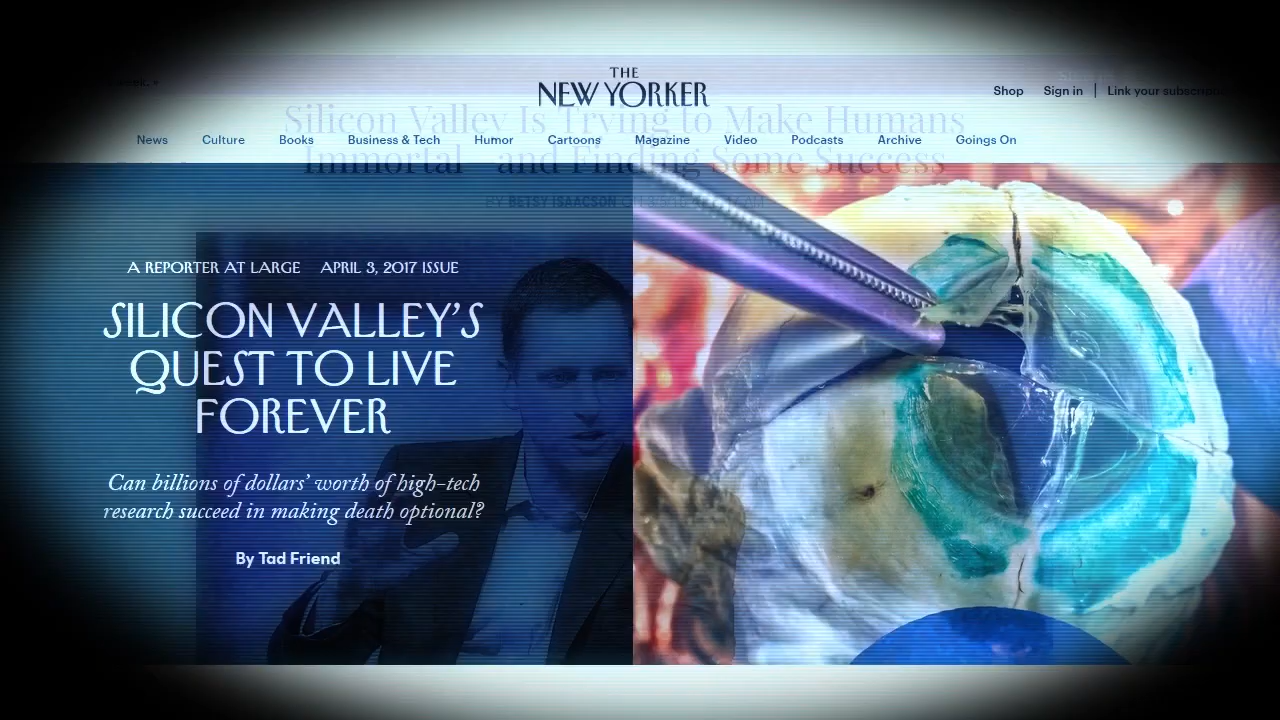 THE
NEW YORKER
Shop Sign in Link your subscription
Silicon Valley Is Trying to Make Humans
News Culture Books Business & Tech Humor Cartoons Magazine Video Podcasts Archive Goings On
Immortal and Finding Some Success
BY BETSY ISAACSON
A REPORTER AT LARGE APRIL 3, 2017 ISSUE
SILICON VALLEY'S
QUEST TO LIVE
FOREVER
Can billions of dollars' worth of high-tech
research succeed in making death optional?
By Tad Friend